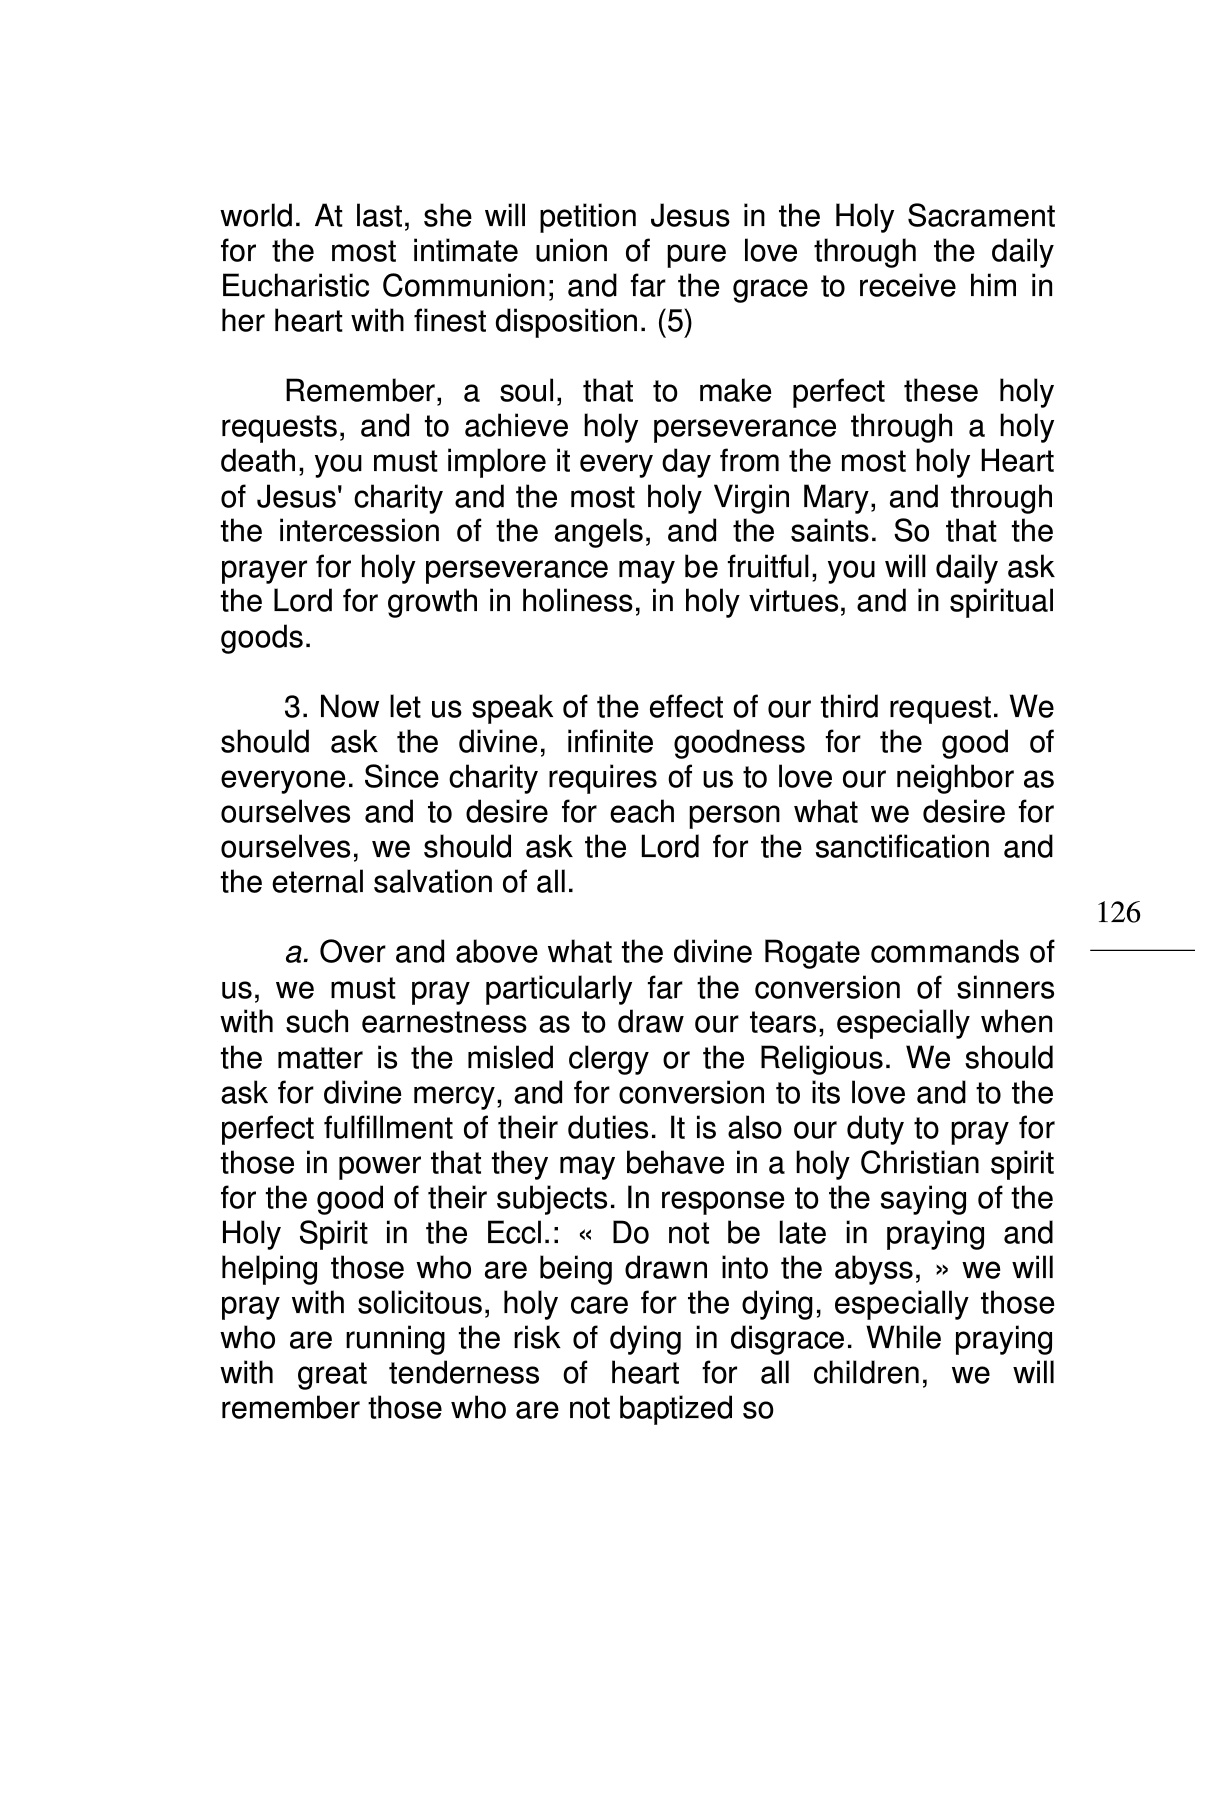 world. At last, she will petition Jesus in the Holy Sacrament
for the most intimate union of pure love through the daily
Eucharistic Communion; and far the grace to receive him in
her heart with finest disposition. (5)
Remember, a soul, that to make perfect these holy
requests, and to achieve holy perseverance through a holy
death, you must implore it every day from the most holy Heart
of Jesus' charity and the most holy Virgin Mary, and through
the intercession of the angels, and the saints. So that the
prayer for holy perseverance may be fruitful, you will daily ask
the Lord for growth in holiness, in holy virtues, and in spiritual
goods.
3. Now let us speak of the effect of our third request. We
should ask the divine, infinite goodness for the good of
everyone. Since charity requires of us to love our neighbor as
ourselves and to desire for each person what we desire for
ourselves, we should ask the Lord for the sanctification and
the eternal salvation of all.
126
a. Over and above what the divine Rogate commands of
us, we must pray particularly far the conversion of sinners
with such earnestness as to draw our tears, especially when
the matter is the misled clergy or the Religious. We should
ask for divine mercy, and for conversion to its love and to the
perfect fulfillment of their duties. It is also our duty to pray for
those in power that they may behave in a holy Christian spirit
for the good of their subjects. In response to the saying of the
Holy Spirit in the Eccl.: « Do not be late in praying and
helping those who are being drawn into the abyss, » we will
pray with solicitous, holy care for the dying, especially those
who are running the risk of dying in disgrace. While praying
with great tenderness of heart for all children, we will
remember those who are not baptized so